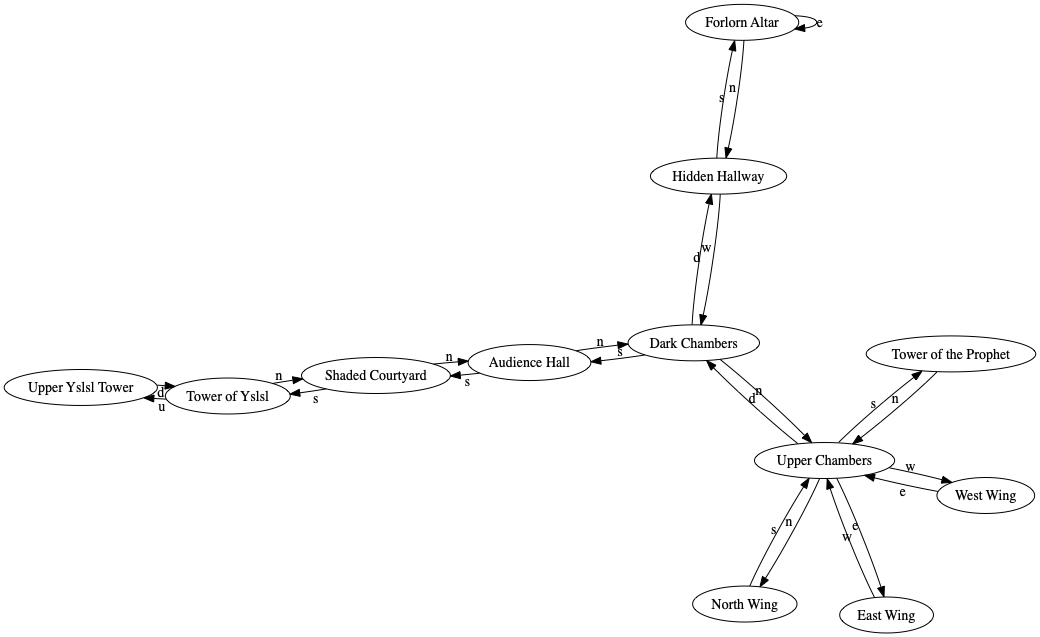 Forlorn Altar
e
s
n
Hidden Hallway
w
d
Dark Chambers
n
s
Audience Hall
n
s
Shaded Courtyard
n
s
Tower of Yslsl
d
u
Upper Yslsl Tower
Tower of the Prophet
n
d
s
n
Upper Chambers
w
e
West Wing
s
n
e
w
North Wing
East Wing